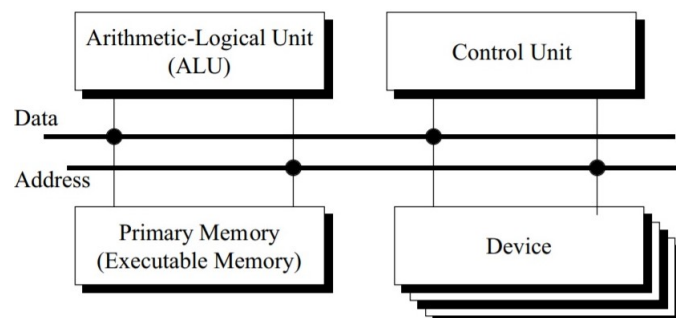 Arithmetic-Logical Unit
(ALU)
Control Unit
Data
Address
Primary Memory
(Executable Memory)
Device